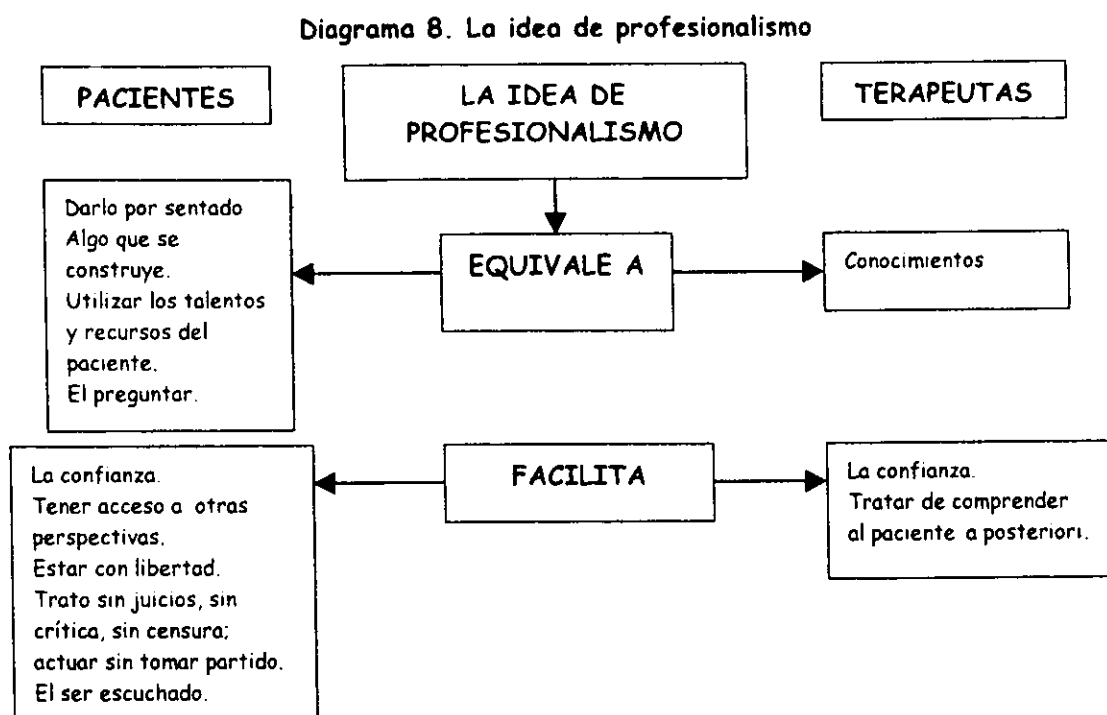 Diagrama 8. La idea de profesionalismo
PACIENTES
LA IDEA DE
PROFESIONALISMO
TERAPEUTAS
Darlo por sentado
Algo que se
construye.
Utilizar los talentos
y recursos del
paciente.
El preguntar.
EQUIVALE A
Conocimientos
La confianza.
Tener acceso a otras
perspectivas.
Estar con libertad.
Trato sin juicios, sin
crítica, sin censura;
actuar sin tomar partido.
El ser escuchado.
FACILITA
La confianza.
Tratar de comprender
al paciente a posteriori.